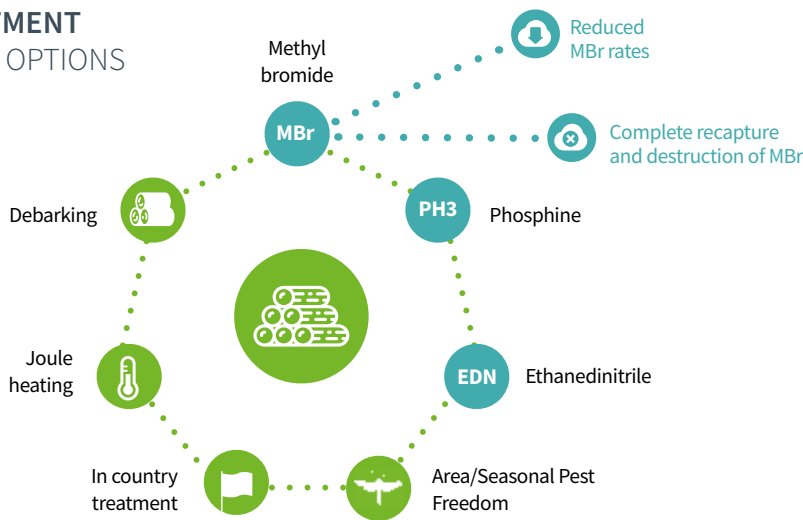 OPTIONS
Methyl
bromide
Reduced
MBr rates
MBr
Complete recapture
and destruction of MBr
Debarking
PH3
Phosphine
Joule
heating
EDN
Ethanedinitrile
In country
treatment
Area/Seasonal Pest
Freedom